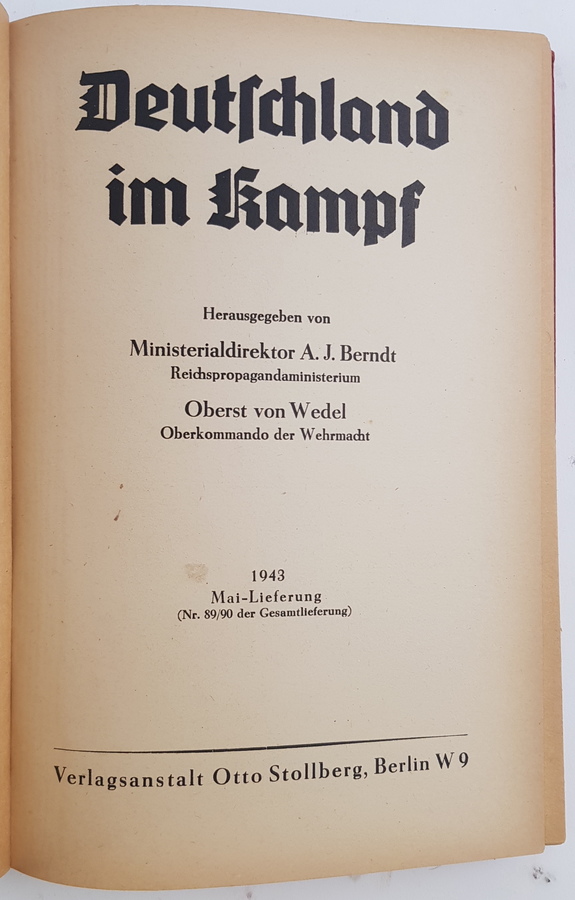 Deutſchland
im Kampf
Herausgegeben von
Ministerialdirektor A. J. Berndt
Reichspropagandaministerium
Oberst von Wedel
Oberkommando der Wehrmacht
1943
Mai-Lieferung
(Nr. 89/90 der Gesamtlieferung)
Verlagsanstalt Otto Stollberg, Berlin W 9